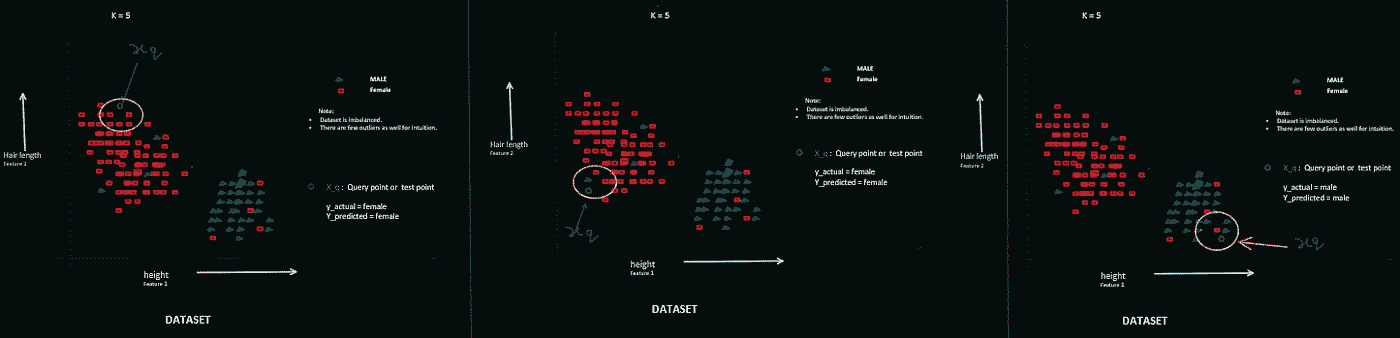 K = 5
x q
MALE
Female
Note:
• Dataset is imbalanced.
• There are few outliers as well for intuition.
Hair length
Feature 2
X_q : Query point or test point
y_actual = female
Y_predicted = female
height
Feature 1
DATASET
K = 5
MALE
Female
Note:
• Dataset is imbalanced.
• There are few outliers as well for intuition.
Hair length
Feature 2
X_q : Query point or test point
y_actual = female
Y_predicted = female
x q
height
Feature 1
DATASET
K = 5
MALE
Female
Note:
• Dataset is imbalanced.
• There are few outliers as well for intuition.
Hair length
Feature 2
X_q : Query point or test point
y_actual = male
Y_predicted = male
x q
height
Feature 1
DATASET